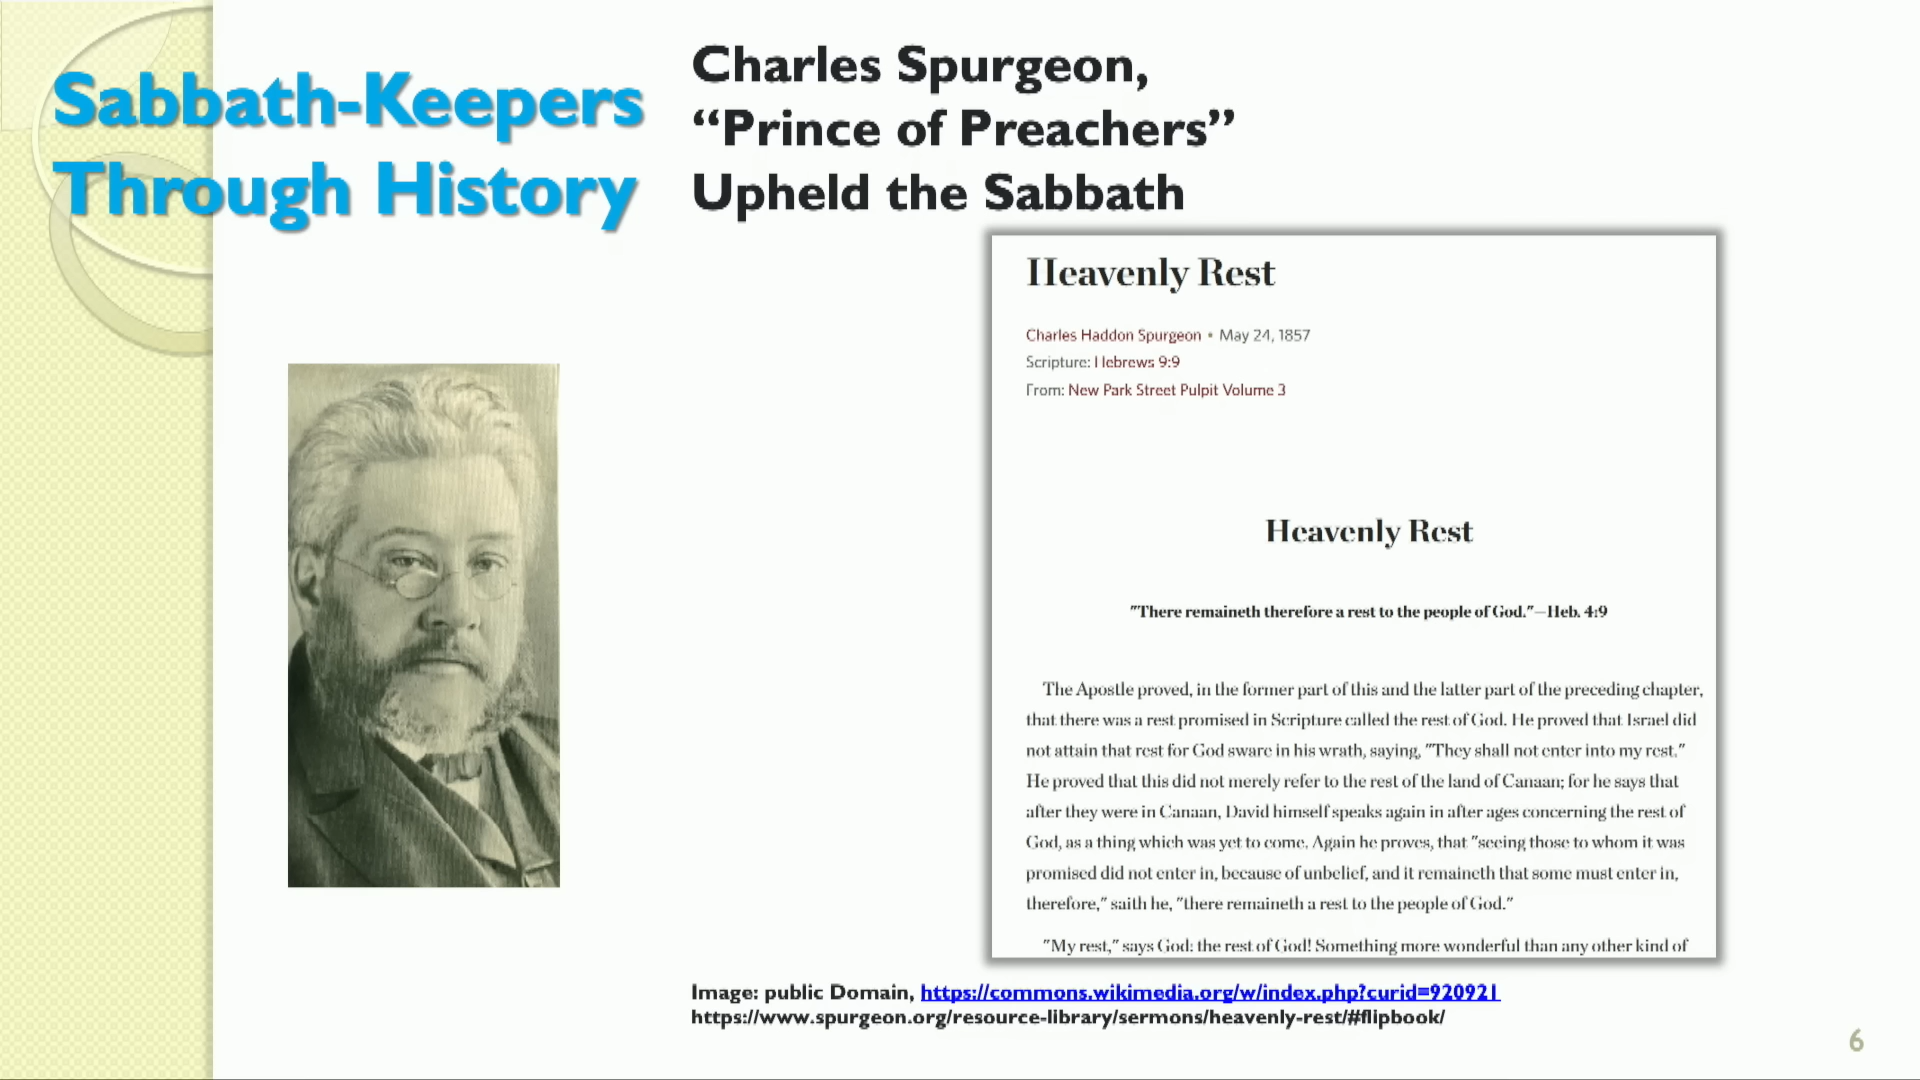 Sabbath-Keepers
Through History
Charles Spurgeon,
“Prince of Preachers”
Upheld the Sabbath
Heavenly Rest
Charles Haddon Spurgeon • May 24, 1857
Scripture: Hebrews 9:9
From: New Park Street Pulpit Volume 3
Heavenly Rest
"There remaineth therefore a rest to the people of God."—Heb. 4:9
The Apostle proved, in the former part of this and the latter part of the preceding chapter,
that there was a rest promised in Scripture called the rest of God. He proved that Israel did
not attain that rest for God sware in his wrath, saying, "They shall not enter into my rest."
He proved that this did not merely refer to the rest of the land of Canaan; for he says that
after they were in Canaan, David himself speaks again in after ages concerning the rest of
God, as a thing which was yet to come. Again he proves, that "seeing those to whom it was
promised did not enter in, because of unbelief, and it remaineth that some must enter in,
therefore," saith he, "there remaineth a rest to the people of God."
"My rest," says God: the rest of God! Something more wonderful than any other kind of
Image: public Domain, https://commons.wikimedia.org/w/index.php?curid=920921
https://www.spurgeon.org/resource-library/sermons/heavenly-rest/#flipbook/
6